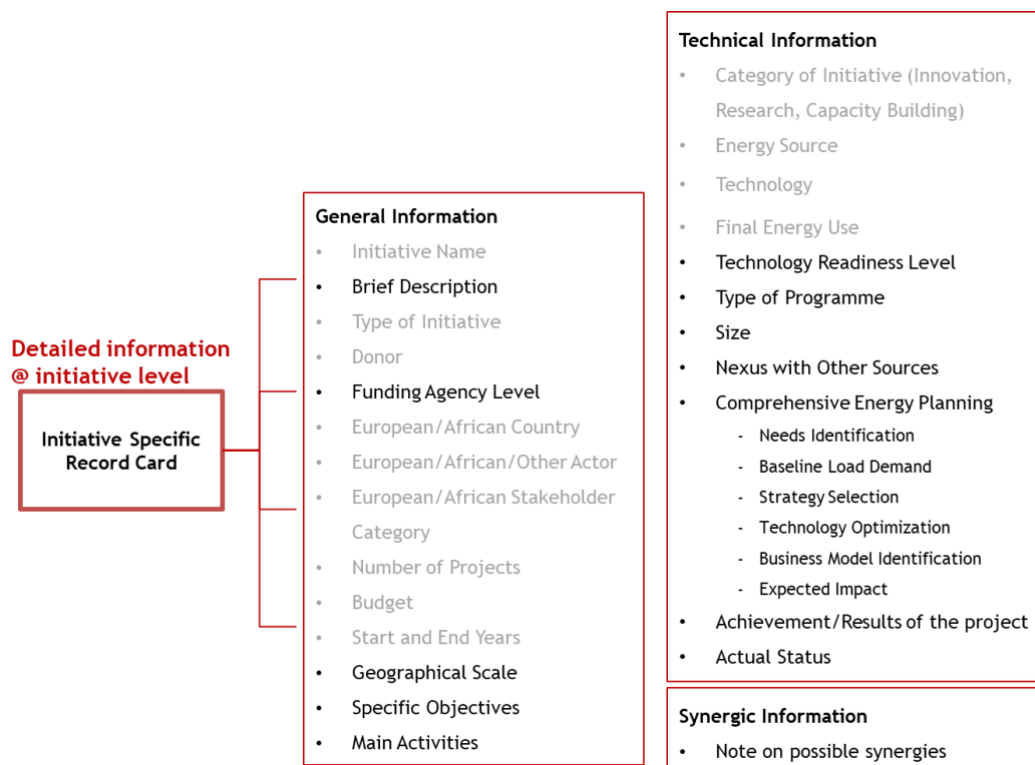 Detailed information
@ initiative level
Initiative Specific
Record Card
General Information
• Initiative Name
• Brief Description
• Type of Initiative
• Donor
• Funding Agency Level
• European/African Country
• European/African/Other Actor
• European/African Stakeholder
Category
• Number of Projects
• Budget
• Start and End Years
• Geographical Scale
• Specific Objectives
• Main Activities
Technical Information
• Category of Initiative (Innovation,
Research, Capacity Building)
• Energy Source
• Technology
• Final Energy Use
• Technology Readiness Level
• Type of Programme
• Size
• Nexus with Other Sources
• Comprehensive Energy Planning
- Needs Identification
- Baseline Load Demand
- Strategy Selection
- Technology Optimization
- Business Model Identification
- Expected Impact
• Achievement/Results of the project
• Actual Status
Synergic Information
• Note on possible synergies